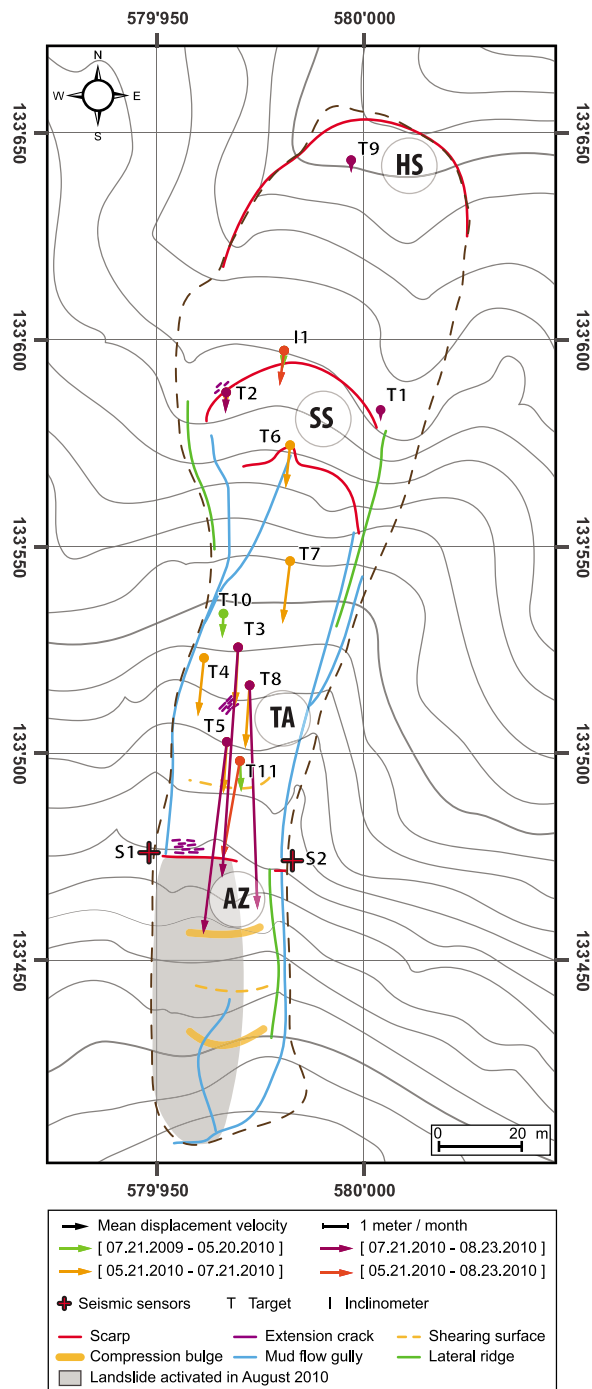 579'950 580'000
N
W E
S
133'650 133'650
T9
HS
133'600 133'600
I1
T2
T1
SS
T6
133'550 133'550
T7
T10
T3
T4
T8
TA
T5
133'500 133'500
T11
S1 S2
AZ
133'450 133'450
0 20 m
579'950 580'000
Mean displacement velocity 1 meter / month
[ 07.21.2009 - 05.20.2010 ] [ 07.21.2010 - 08.23.2010 ]
[ 05.21.2010 - 07.21.2010 ] [ 05.21.2010 - 08.23.2010 ]
Seismic sensors T Target I Inclinometer
Scarp Extension crack Shearing surface
Compression bulge Mud flow gully Lateral ridge
Landslide activated in August 2010